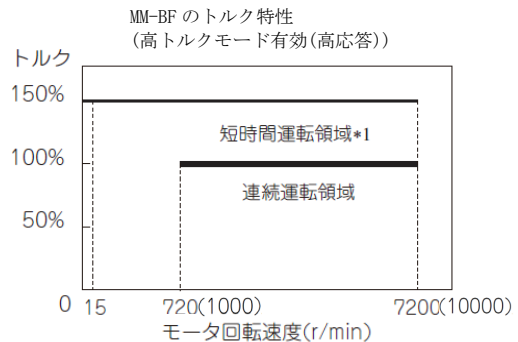 MM-BF のトルク特性
(高トルクモード有効(高応答))
トルク
150%
短時間運転領域*1
100%
連続運転領域
50%
0 15 720(1000) 7200(10000)
モータ回転速度(r/min)